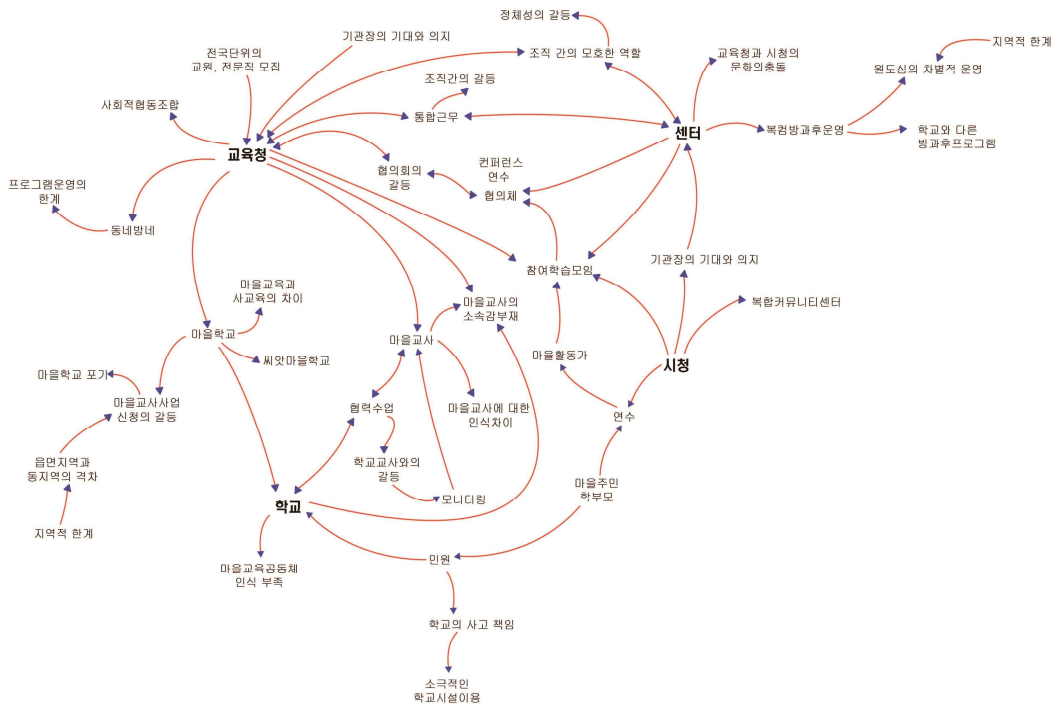 정체성의 갈등
기관장의 기대와 의지
지역적 한계
전국단위의
교원, 전문직 모집
조직 간의 모호한 역할
교육청과 시청의
문화의충돌
원도심의 차별적 운영
조직간의 갈등
사회적협동조합
통합근무
센터
복컴방과후운영
학교와 다른
방과후프로그램
교육청
협의회의
갈등
컨퍼런스
연수
협의체
프로그램운영의
한계
동네방네
참여학습모임
기관장의 기대와 의지
마을교육과
사교육의 차이
마을교사의
소속감부재
복합커뮤니티센터
마을학교
마을교사
마을활동가
씨앗마을학교
시청
마을학교 포기
마을교사사업
신청의 갈등
협력수업
마을교사에 대한
인식차이
연수
읍면지역과
동지역의 격차
학교교사와의
갈등
마을주민
학부모
학교
모니터링
지역적 한계
민원
마을교육공동체
인식 부족
학교의 사고 책임
소극적인
학교시설이용